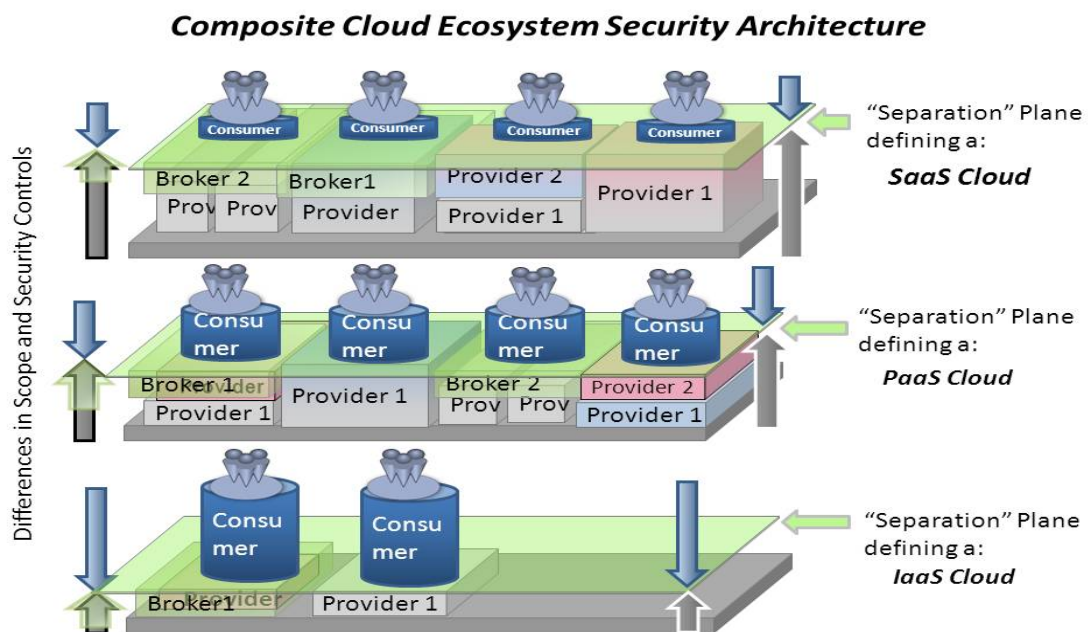 Composite Cloud Ecosystem Security Architecture
Differences in Scope and Security Controls
Consumer
Consumer
Consumer
Consumer
Broker 2
Prov
Prov
Broker1
Provider
Provider 2
Provider 1
Provider 1
“Separation” Plane
defining a:
SaaS Cloud
Consu
mer
Consu
mer
Consu
mer
Consu
mer
Broker 1
Provider
Provider 1
Provider 1
Broker 2
Prov
Prov
Provider 2
Provider 1
“Separation” Plane
defining a:
PaaS Cloud
Consu
mer
Consu
mer
Broker1
Provider
Provider 1
“Separation” Plane
defining a:
IaaS Cloud